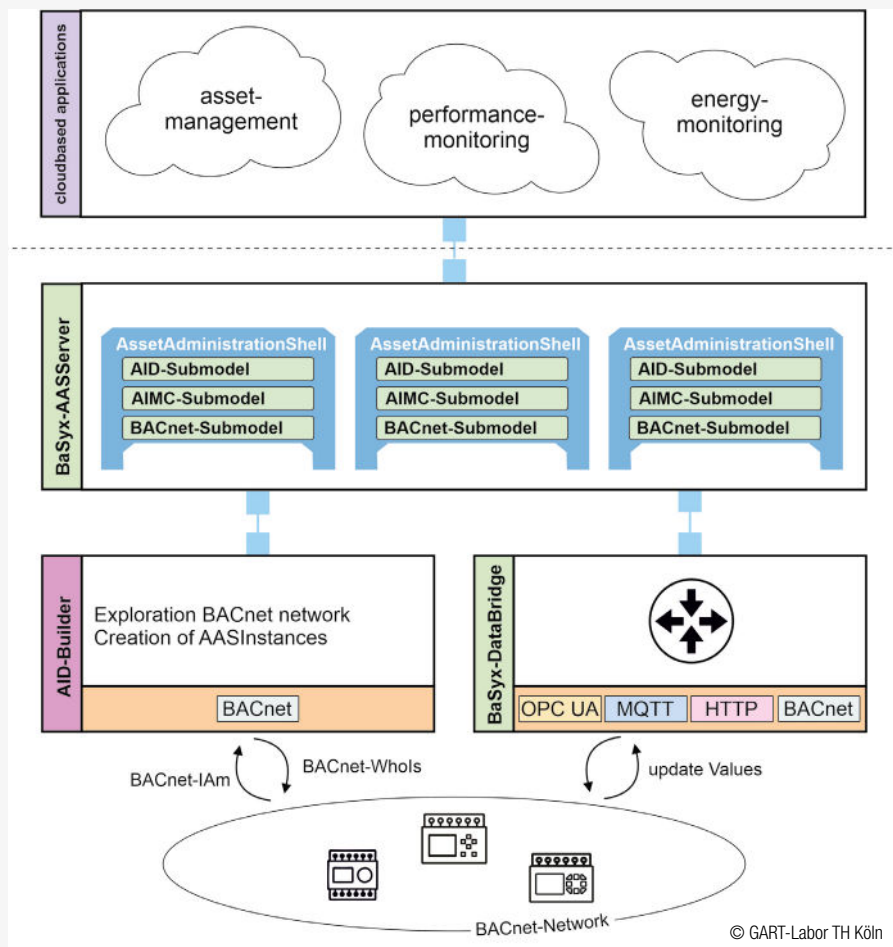 cloudbased applications
asset-
management
performance-
monitoring
energy-
monitoring
BaSyx-AASServer
AssetAdministrationShell
AID-Submodel
AIMC-Submodel
BACnet-Submodel
AssetAdministrationShell
AID-Submodel
AIMC-Submodel
BACnet-Submodel
AssetAdministrationShell
AID-Submodel
AIMC-Submodel
BACnet-Submodel
AID-Builder
Exploration BACnet network
Creation of AASInstances
BACnet
BaSyx-DataBridge
OPC UA
MQTT
HTTP
BACnet
BACnet-IAm
BACnet-WhoIs
update Values
BACnet-Network
© GART-Labor TH Köln